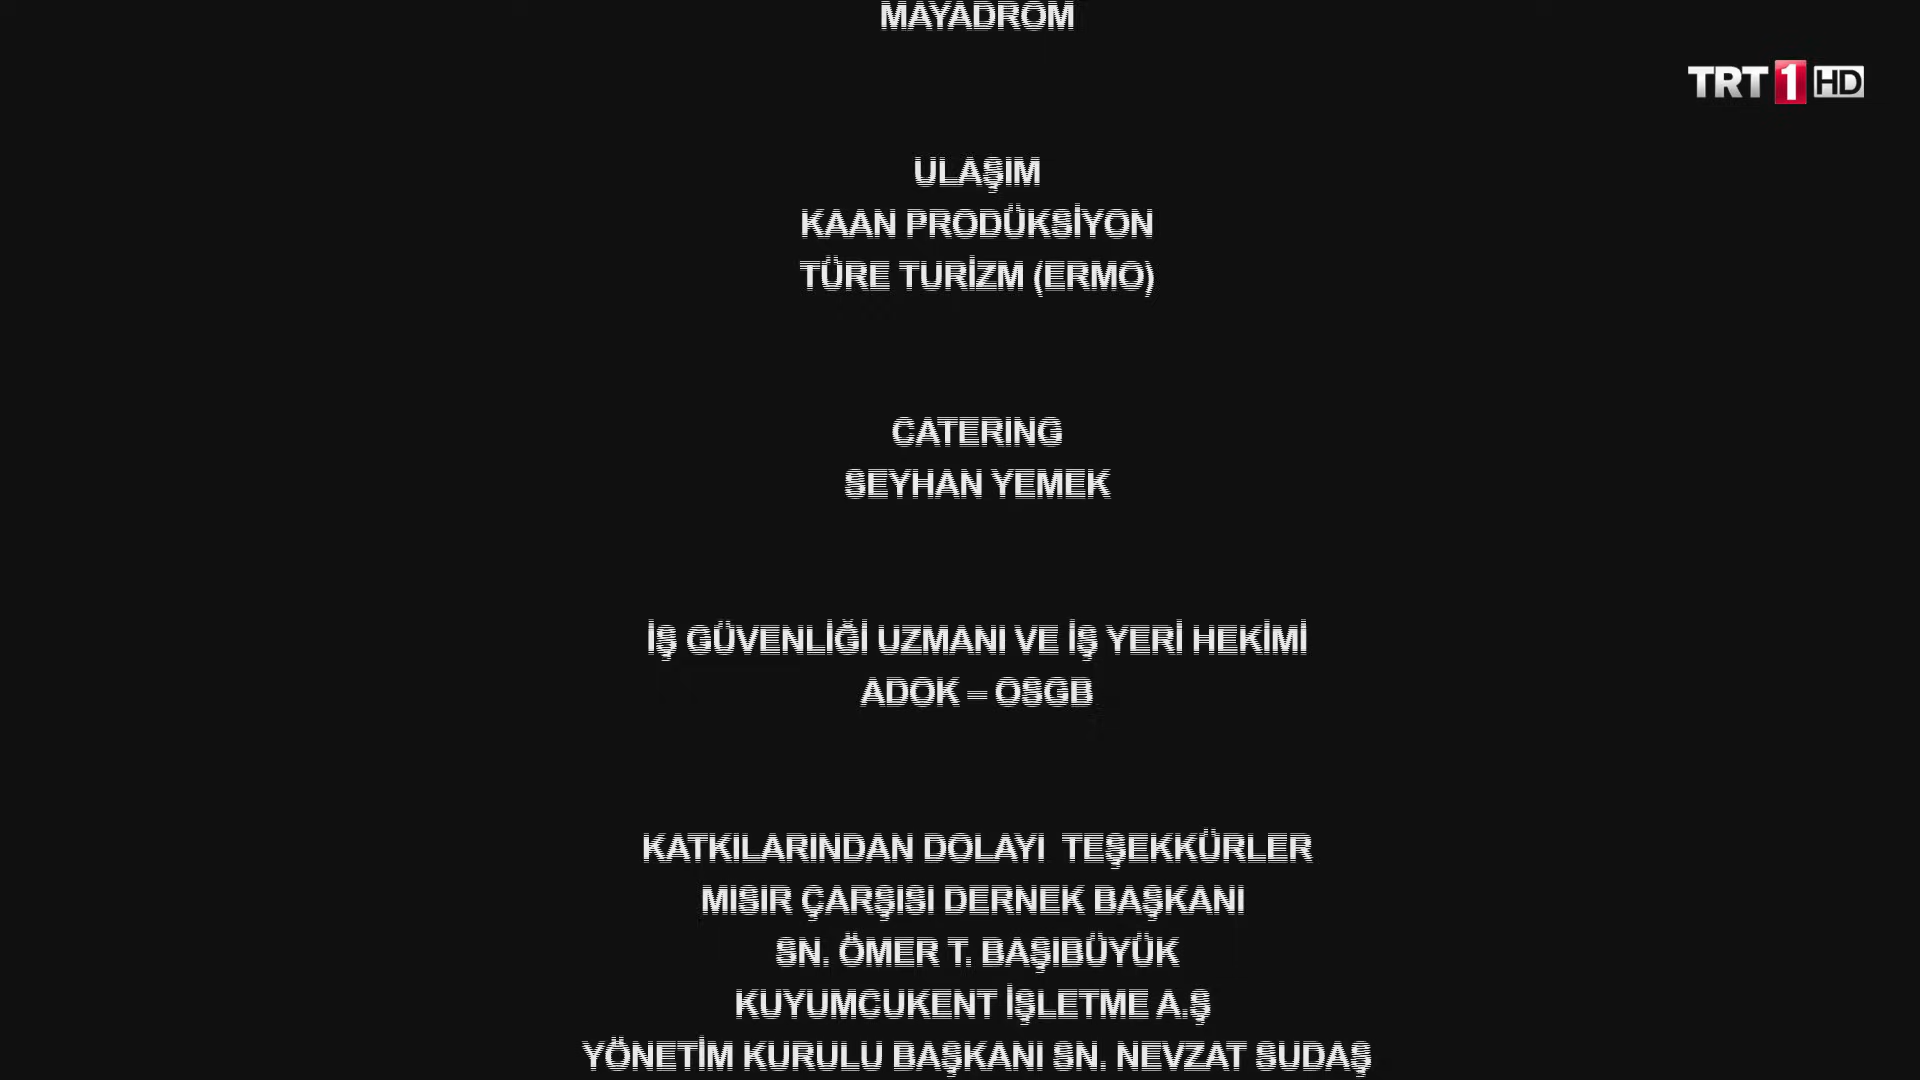 MAYADROM
TRT 1 HD
ULAŞIM
KAAN PRODÜKSİYON
TÜRE TURİZM (ERMO)
CATERING
SEYHAN YEMEK
İŞ GÜVENLİĞİ UZMANI VE İŞ YERİ HEKİMİ
ADOK – OSGB
KATKILARINDAN DOLAYI  TEŞEKKÜRLER
MISIR ÇARŞISI DERNEK BAŞKANI
SN. ÖMER T. BAŞIBÜYÜK
KUYUMCUKENT İŞLETME A.Ş
YÖNETİM KURULU BAŞKANI SN. NEVZAT SUDAŞ